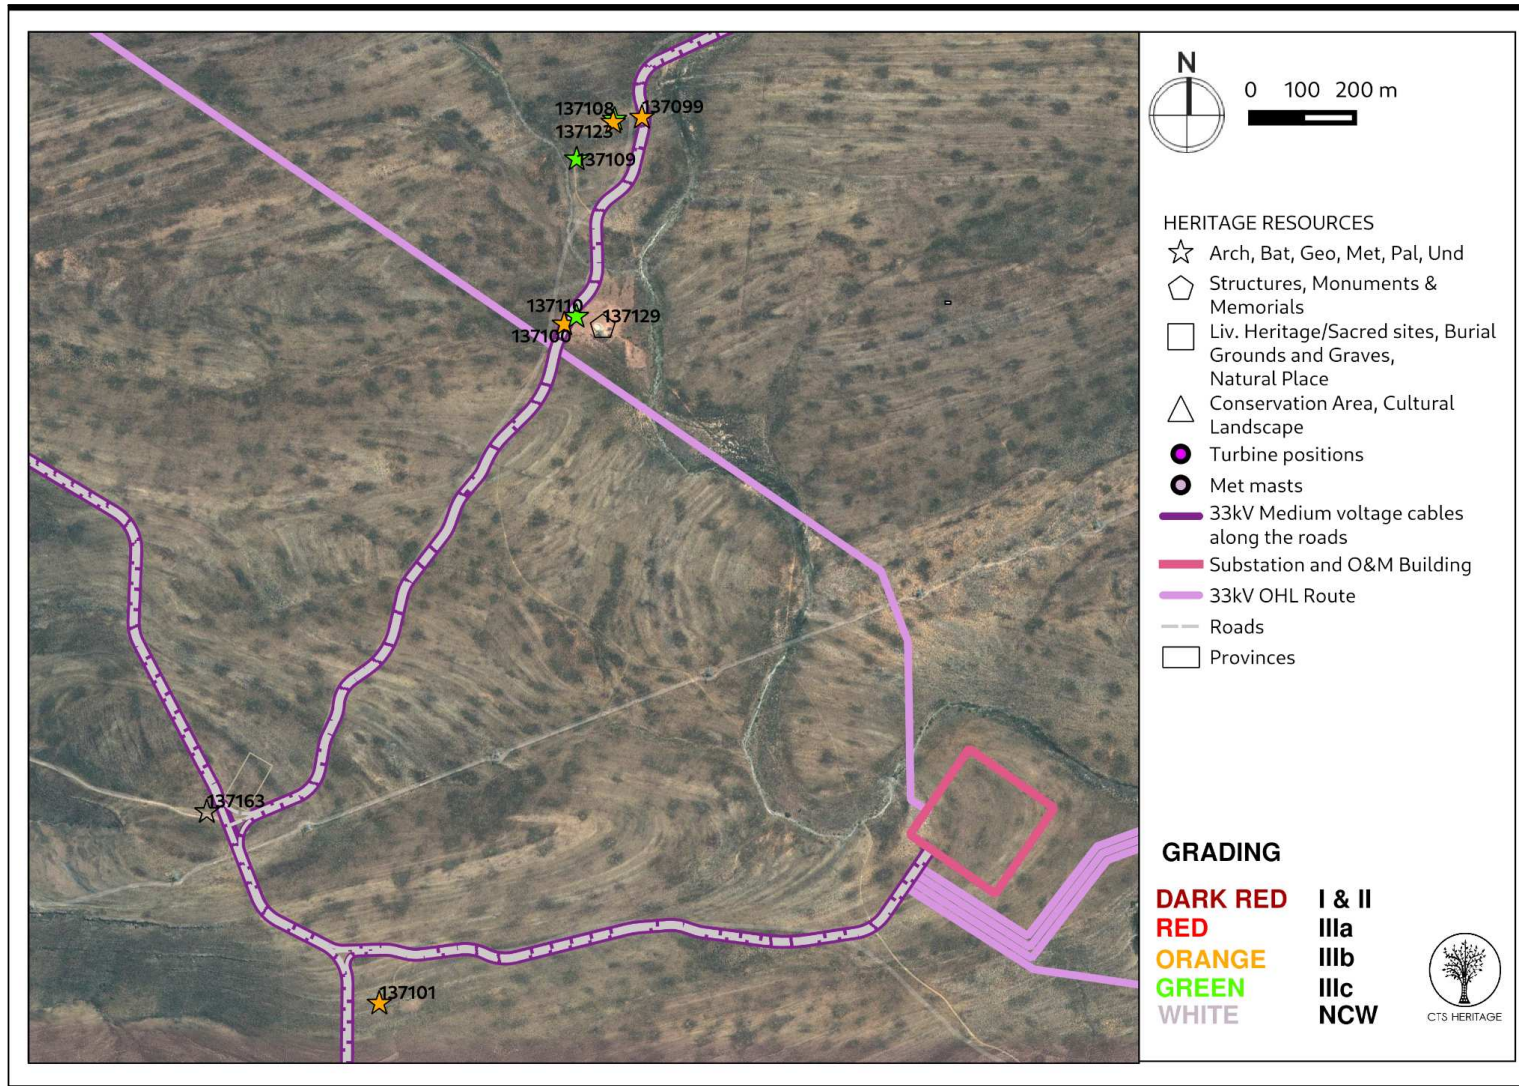 137108
137099
137123
137109
137110
137129
137100
137163
137101
N
0 100 200 m
HERITAGE RESOURCES
Arch, Bat, Geo, Met, Pal, Und
Structures, Monuments &
Memorials
Liv. Heritage/Sacred sites, Burial
Grounds and Graves,
Natural Place
Conservation Area, Cultural
Landscape
Turbine positions
Met masts
33kV Medium voltage cables
along the roads
Substation and O&M Building
33kV OHL Route
Roads
Provinces
GRADING
DARK RED I & II
RED IIIa
ORANGE IIIb
GREEN IIIc
WHITE NCW
CTS HERITAGE